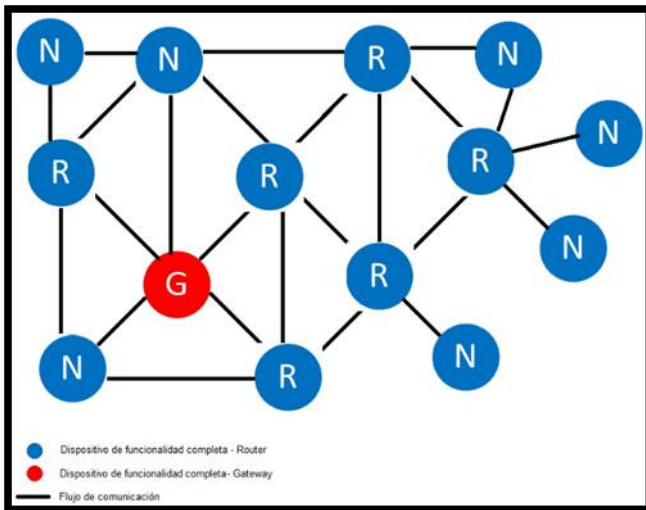 N
N
R
N
N
R
R
R
N
G
R
N
N
R
Dispositivo de funcionalidad completa - Router
Dispositivo de funcionalidad completa- Gateway
Flujo de comunicación